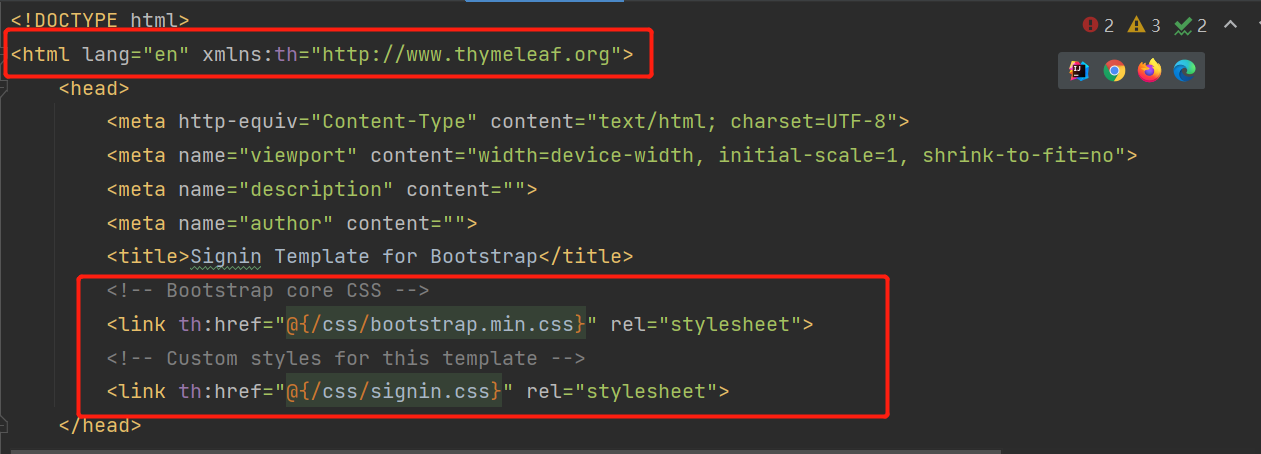 <!DOCTYPE html>
2 3 2
<html lang="en" xmlns:th="http://www.thymeleaf.org">
<head>
<meta http-equiv="Content-Type" content="text/html; charset=UTF-8">
<meta name="viewport" content="width=device-width, initial-scale=1, shrink-to-fit=no">
<meta name="description" content="">
<meta name="author" content="">
<title>Signin Template for Bootstrap</title>
<!-- Bootstrap core CSS -->
<link th:href="@{/css/bootstrap.min.css}" rel="stylesheet">
<!-- Custom styles for this template -->
<link th:href="@{/css/signin.css}" rel="stylesheet">
</head>